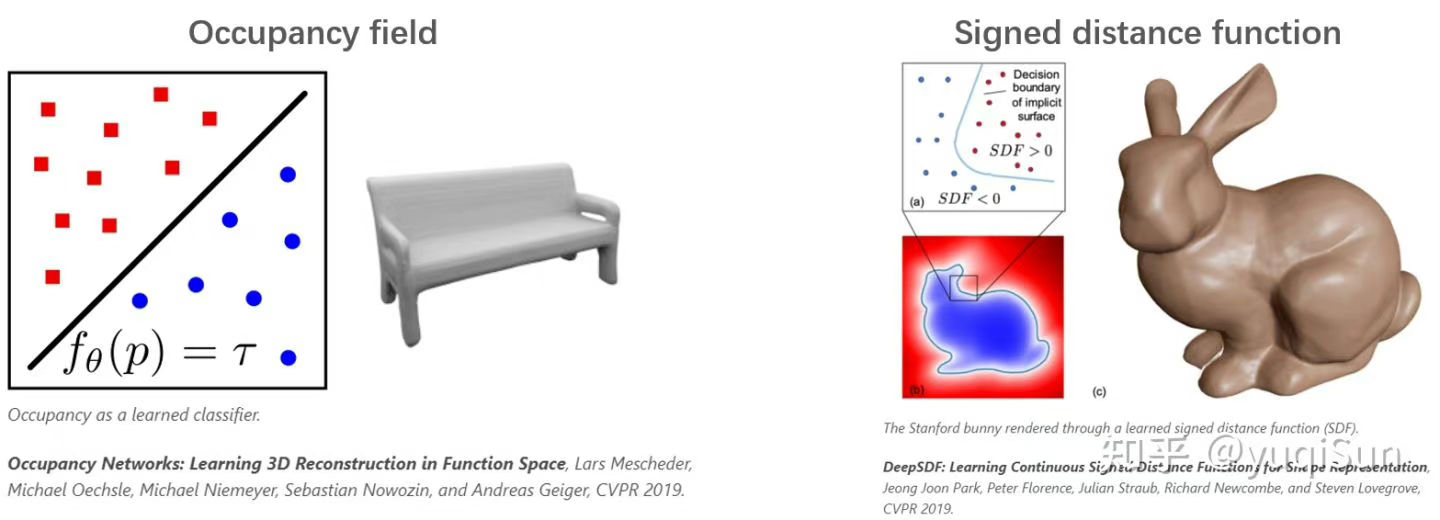 Occupancy field
f_θ(p) = τ
Occupancy as a learned classifier.
Occupancy Networks: Learning 3D Reconstruction in Function Space, Lars Mescheder,
Michael Oechsle, Michael Niemeyer, Sebastian Nowozin, and Andreas Geiger, CVPR 2019.
Signed distance function
Decision
boundary
of implicit
surface
SDF > 0
(a)
SDF < 0
(b)
(c)
The Stanford bunny rendered through a learned signed distance function (SDF).
DeepSDF: Learning Continuous Signed Distance Functions for Shape Representation,
Jeong Joon Park, Peter Florence, Julian Straub, Richard Newcombe, and Steven Lovegrove,
CVPR 2019.
知乎 @yuqiSun